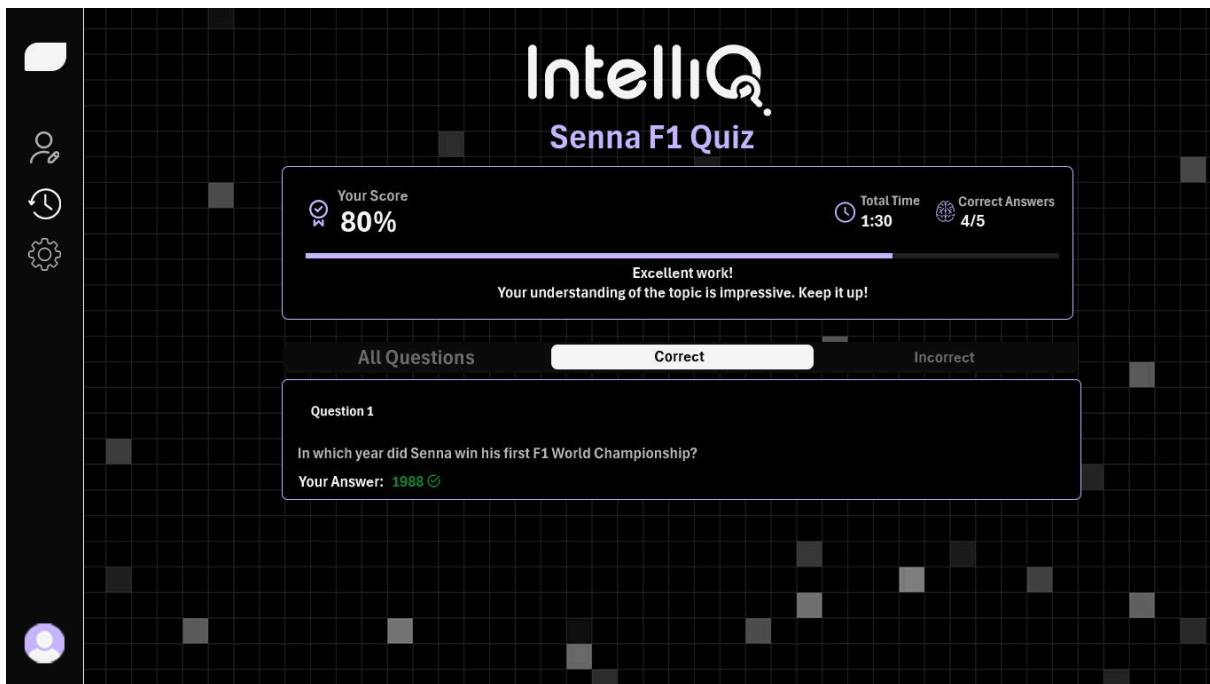 IntelliQ.
Senna F1 Quiz
Your Score
80%
Total Time
1:30
Correct Answers
4/5
Excellent work!
Your understanding of the topic is impressive. Keep it up!
All Questions
Correct
Incorrect
Question 1
In which year did Senna win his first F1 World Championship?
Your Answer: 1988